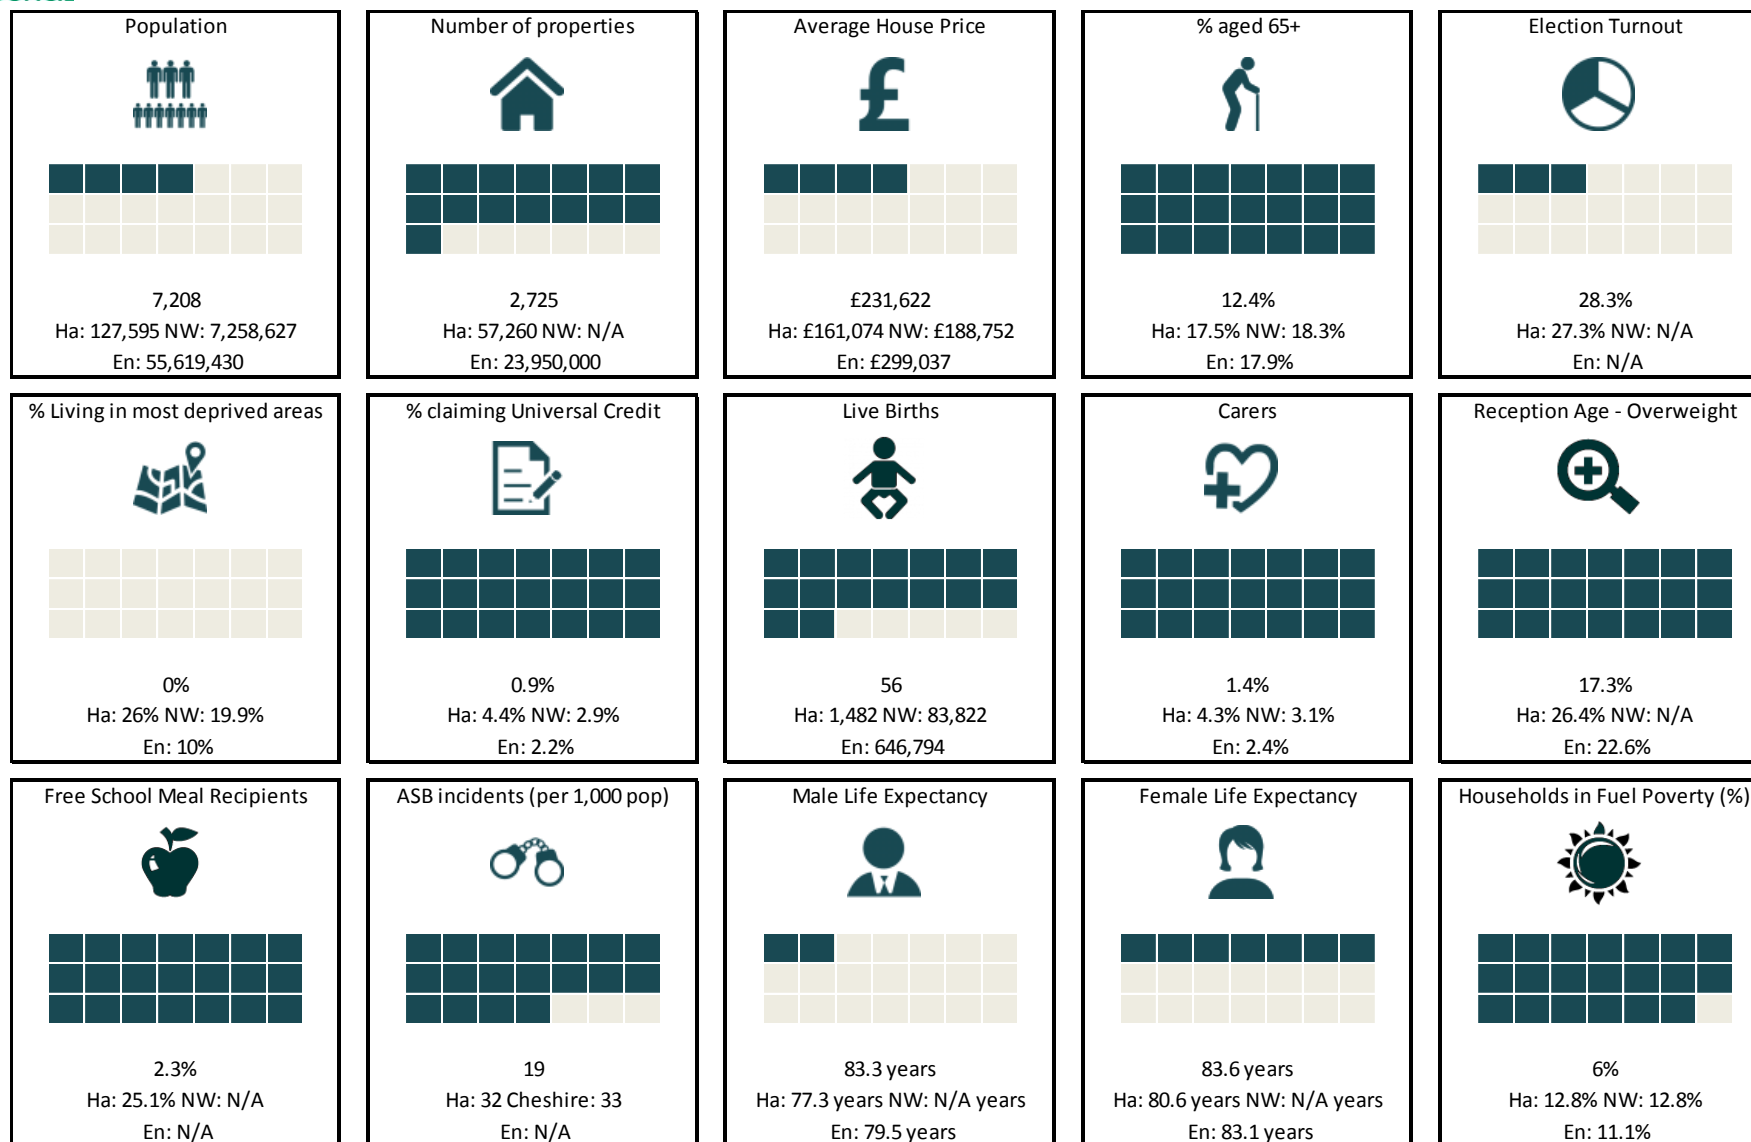 Population
7,208
Ha: 127,595 NW: 7,258,627
En: 55,619,430
Number of properties
2,725
Ha: 57,260 NW: N/A
En: 23,950,000
Average House Price
£
£231,622
Ha: £161,074 NW: £188,752
En: £299,037
% aged 65+
12.4%
Ha: 17.5% NW: 18.3%
En: 17.9%
Election Turnout
28.3%
Ha: 27.3% NW: N/A
En: N/A
% Living in most deprived areas
0%
Ha: 26% NW: 19.9%
En: 10%
% claiming Universal Credit
0.9%
Ha: 4.4% NW: 2.9%
En: 2.2%
Live Births
56
Ha: 1,482 NW: 83,822
En: 646,794
Carers
1.4%
Ha: 4.3% NW: 3.1%
En: 2.4%
Reception Age - Overweight
17.3%
Ha: 26.4% NW: N/A
En: 22.6%
Free School Meal Recipients
2.3%
Ha: 25.1% NW: N/A
En: N/A
ASB incidents (per 1,000 pop)
19
Ha: 32 Cheshire: 33
En: N/A
Male Life Expectancy
83.3 years
Ha: 77.3 years NW: N/A years
En: 79.5 years
Female Life Expectancy
83.6 years
Ha: 80.6 years NW: N/A years
En: 83.1 years
Households in Fuel Poverty (%)
6%
Ha: 12.8% NW: 12.8%
En: 11.1%